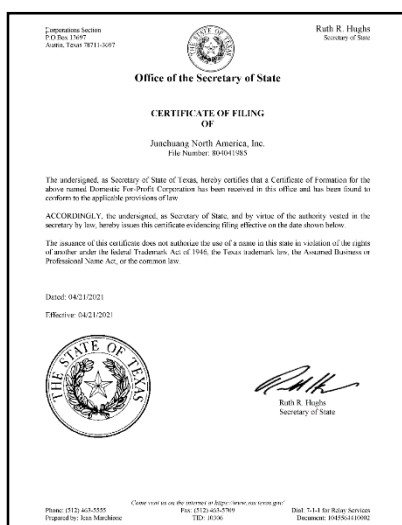 Corporations Section
P.O.Box 13697
Austin, Texas 78711-3697
Ruth R. Hughs
Secretary of State
Office of the Secretary of State
CERTIFICATE OF FILING
OF
Junchuang North America, Inc.
File Number: 804041985
The undersigned, as Secretary of State of Texas, hereby certifies that a Certificate of Formation for the
above named Domestic For-Profit Corporation has been received in this office and has been found to
conform to the applicable provisions of law.
ACCORDINGLY, the undersigned, as Secretary of State, and by virtue of the authority vested in the
secretary by law, hereby issues this certificate evidencing filing effective on the date shown below.
The issuance of this certificate does not authorize the use of a name in this state in violation of the rights
of another under the federal Trademark Act of 1946, the Texas trademark law, the Assumed Business or
Professional Name Act, or the common law.
Dated: 04/21/2021
Effective: 04/21/2021
THE STATE OF TEXAS
Ruth R. Hughs
Secretary of State
Come visit us on the internet at https://www.sos.texas.gov/
Phone: (512) 463-5555
Fax: (512) 463-5709
Dial: 7-1-1 for Relay Services
Prepared by: Jean Marchione
TID: 10306
Document: